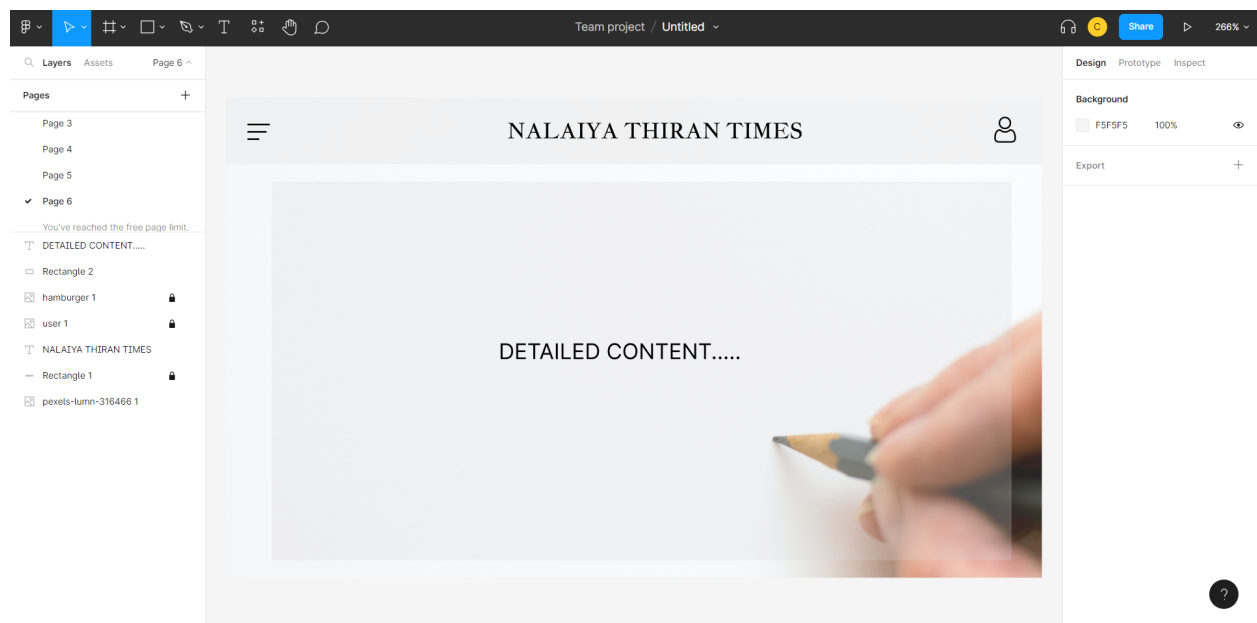 Team project / Untitled
C
Share
266%
Layers Assets Page 6
Pages
Page 3
Page 4
Page 5
Page 6
You've reached the free page limit.
DETAILED CONTENT.....
Rectangle 2
hamburger 1
user 1
NALAIYA THIRAN TIMES
Rectangle 1
pexels-lumn-316466 1
NALAIYA THIRAN TIMES
DETAILED CONTENT.....
Design Prototype Inspect
Background
F5F5F5 100%
Export
?